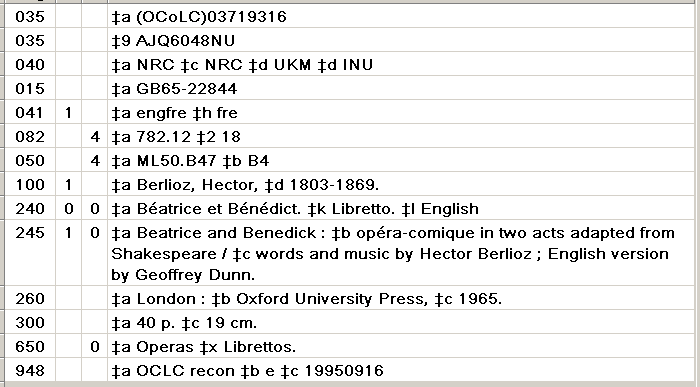 035 ‡a (OCoLC)03719316
035 ‡9 AJQ6048NU
040 ‡a NRC ‡c NRC ‡d UKM ‡d INU
015 ‡a GB65-22844
041 1 ‡a engfre ‡h fre
082 4 ‡a 782.12 ‡2 18
050 4 ‡a ML50.B47 ‡b B4
100 1 ‡a Berlioz, Hector, ‡d 1803-1869.
240 0 0 ‡a Béatrice et Bénédict. ‡k Libretto. ‡l English
245 1 0 ‡a Beatrice and Benedick : ‡b opéra-comique in two acts adapted from
Shakespeare / ‡c words and music by Hector Berlioz ; English version
by Geoffrey Dunn.
260 ‡a London : ‡b Oxford University Press, ‡c 1965.
300 ‡a 40 p. ‡c 19 cm.
650 0 ‡a Operas ‡x Librettos.
948 ‡a OCLC recon ‡b e ‡c 19950916